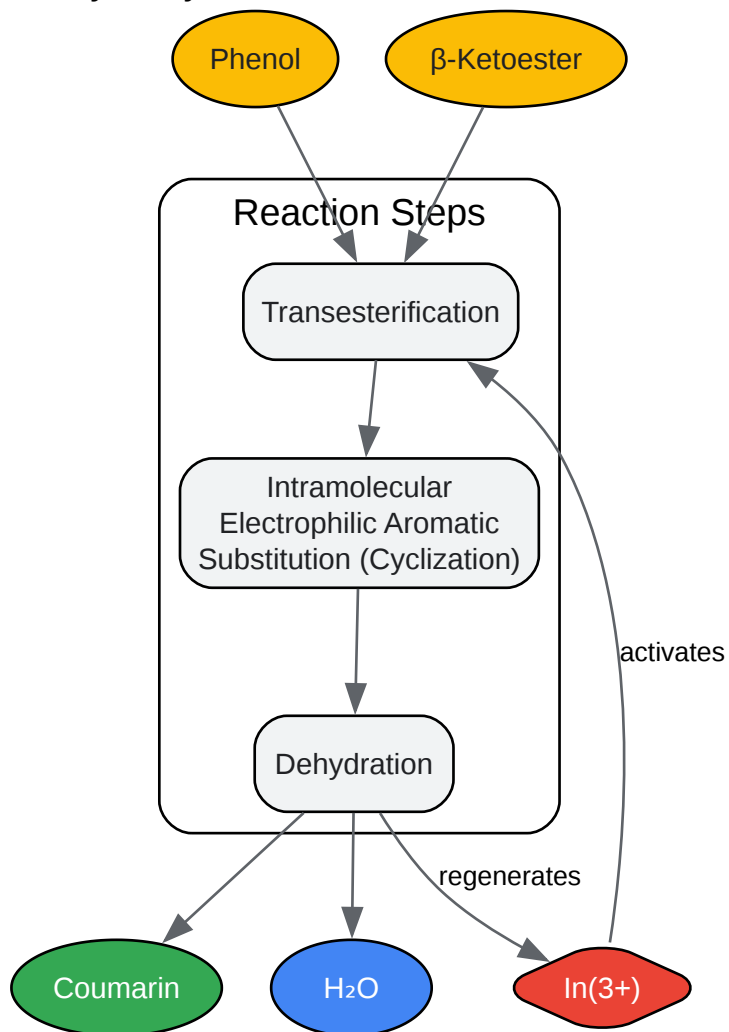 Phenol
β-Ketoester
Reaction Steps
Transesterification
Intramolecular
Electrophilic Aromatic
Substitution (Cyclization)
activates
Dehydration
regenerates
Coumarin
H₂O
In(3+)